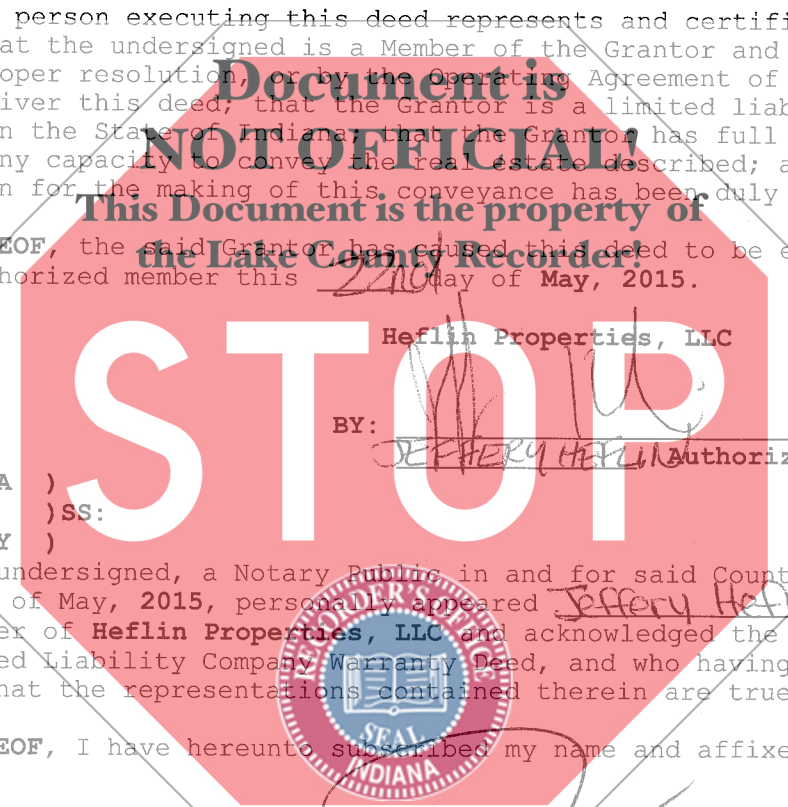 person executing this deed represents and certifi
at the undersigned is a Member of the Grantor and
oper resolution, or by the Operating Agreement of
iver this deed; that the Grantor is a limited liab
n the State of Indiana; that the Grantor has full
ny capacity to convey the real estate described; a
n for the making of this conveyance has been duly
Document is
NOT OFFICIAL!
This Document is the property of
the Lake County Recorder!
EOF, the said Grantor has caused this deed to be e
horized member this 22nd day of May, 2015.
Heflin Properties, LLC
STOP
BY:
JEFFERY HEFLIN, Authoriz
A )
)SS:
Y )
undersigned, a Notary Public in and for said Count
of May, 2015, personally appeared Jeffery Hef
er of Heflin Properties, LLC and acknowledged the
ed Liability Company Warranty Deed, and who having
hat the representations contained therein are true
EOF, I have hereunto subscribed my name and affixe
RECORDER'S OFFICE
SEAL
INDIANA